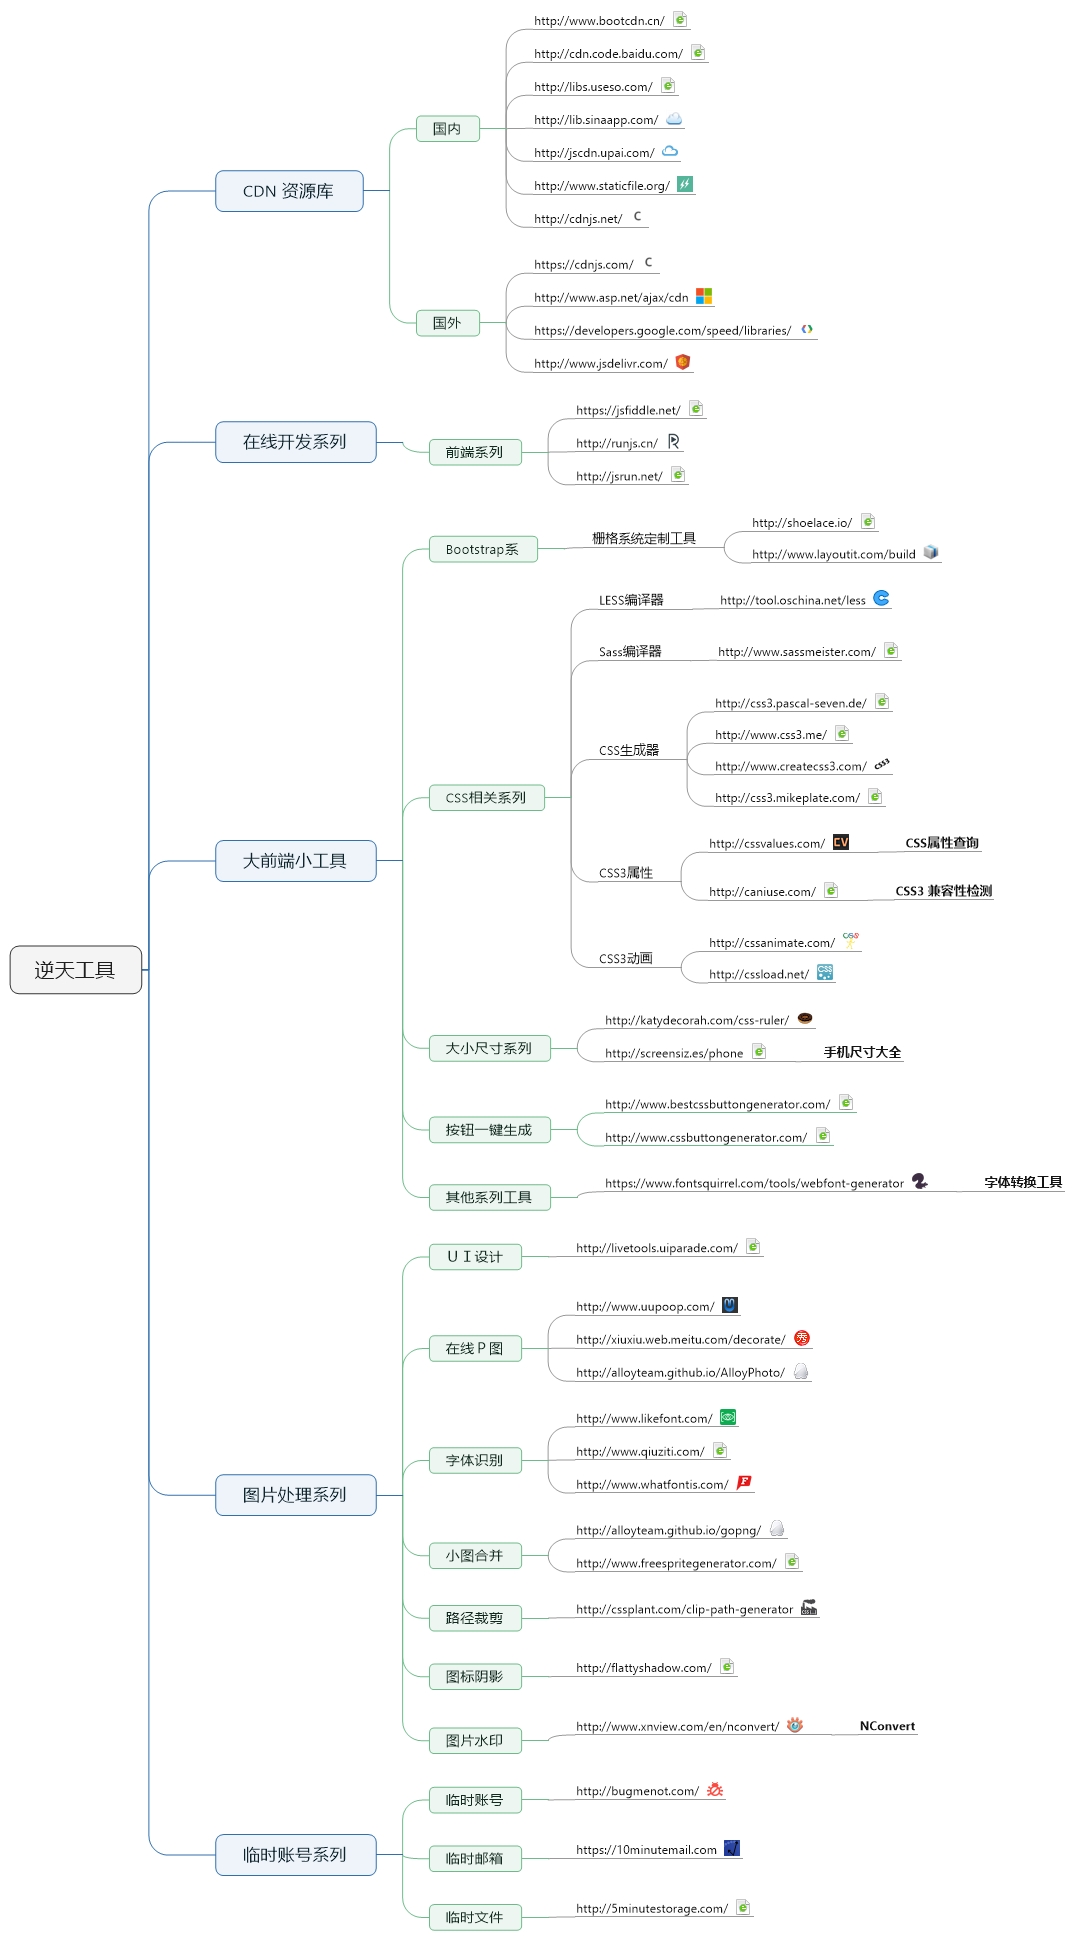 逆天工具
CDN 资源库
国内
http://www.bootcdn.cn/
http://cdn.code.baidu.com/
http://libs.useso.com/
http://lib.sinaapp.com/
http://jscdn.upai.com/
http://www.staticfile.org/
http://cdnjs.net/
国外
https://cdnjs.com/
http://www.asp.net/ajax/cdn
https://developers.google.com/speed/libraries/
http://www.jsdelivr.com/
在线开发系列
前端系列
https://jsfiddle.net/
http://runjs.cn/
http://jsrun.net/
大前端小工具
Bootstrap系
栅格系统定制工具
http://shoelace.io/
http://www.layoutit.com/build
CSS相关系列
LESS编译器
http://tool.oschina.net/less
Sass编译器
http://www.sassmeister.com/
CSS生成器
http://css3.pascal-seven.de/
http://www.css3.me/
http://www.createcss3.com/
http://css3.mikeplate.com/
CSS3属性
http://cssvalues.com/
CSS属性查询
http://caniuse.com/
CSS3 兼容性检测
CSS3动画
http://cssanimate.com/
http://cssload.net/
大小尺寸系列
http://katydecorah.com/css-ruler/
http://screensiz.es/phone
手机尺寸大全
按钮一键生成
http://www.bestcssbuttongenerator.com/
http://www.cssbuttongenerator.com/
其他系列工具
https://www.fontsquirrel.com/tools/webfont-generator
字体转换工具
图片处理系列
ＵＩ设计
http://livetools.uiparade.com/
在线Ｐ图
http://www.uupoop.com/
http://xiuxiu.web.meitu.com/decorate/
http://alloyteam.github.io/AlloyPhoto/
字体识别
http://www.likefont.com/
http://www.qiuziti.com/
http://www.whatfontis.com/
小图合并
http://alloyteam.github.io/gopng/
http://www.freespritegenerator.com/
路径裁剪
http://cssplant.com/clip-path-generator
图标阴影
http://flattyshadow.com/
图片水印
http://www.xnview.com/en/nconvert/
NConvert
临时账号系列
临时账号
http://bugmenot.com/
临时邮箱
https://10minutemail.com
临时文件
http://5minutestorage.com/